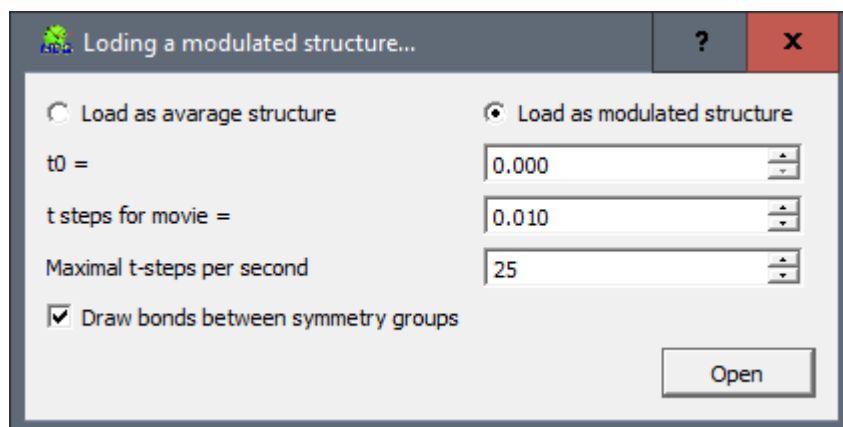 Loding a modulated structure...
?
x
Load as avarage structure
Load as modulated structure
t0 =
0.000
t steps for movie =
0.010
Maximal t-steps per second
25
Draw bonds between symmetry groups
Open